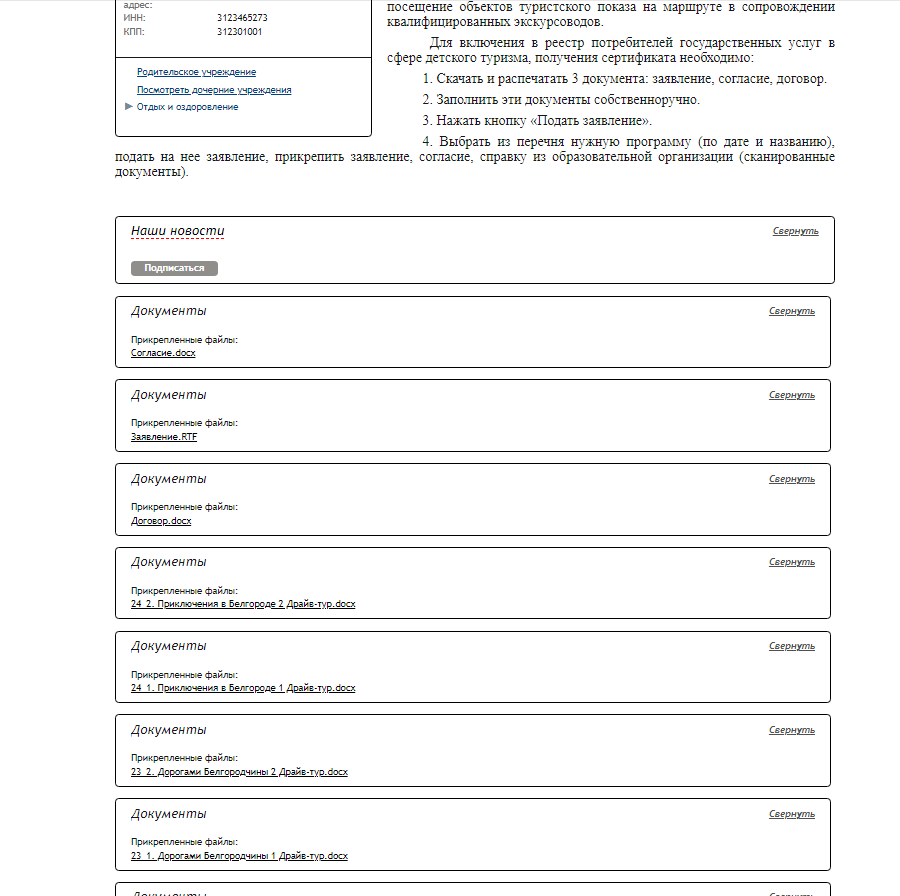 адрес:
ИНН: 3123465273
КПП: 312301001
Родительское учреждение
Посмотреть дочерние учреждения
Отдых и оздоровление
посещение объектов туристского показа на маршруте в сопровождении
квалифицированных экскурсоводов.
Для включения в реестр потребителей государственных услуг в
сфере детского туризма, получения сертификата необходимо:
1. Скачать и распечатать 3 документа: заявление, согласие, договор.
2. Заполнить эти документы собственноручно.
3. Нажать кнопку «Подать заявление».
4. Выбрать из перечня нужную программу (по дате и названию),
подать на нее заявление, прикрепить заявление, согласие, справку из образовательной организации (сканированные
документы).
Наши новости Свернуть
Подписаться
Документы Свернуть
Прикрепленные файлы:
Согласие.docx
Документы Свернуть
Прикрепленные файлы:
Заявление.RTF
Документы Свернуть
Прикрепленные файлы:
Договор.docx
Документы Свернуть
Прикрепленные файлы:
24_2. Приключения в Белгороде 2 Драйв-тур.docx
Документы Свернуть
Прикрепленные файлы:
24_1. Приключения в Белгороде 1 Драйв-тур.docx
Документы Свернуть
Прикрепленные файлы:
23_2. Дорогами Белгородчины 2 Драйв-тур.docx
Документы Свернуть
Прикрепленные файлы:
23_1. Дорогами Белгородчины 1 Драйв-тур.docx
Документы Свернуть